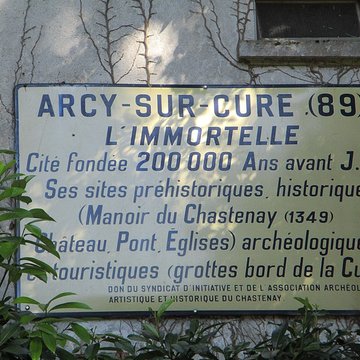 ARCY-SUR-CURE (89)
L'IMMORTELLE
Cité fondée 200 000 Ans avant J.
Ses sites préhistoriques, historique
(Manoir du Chastenay (1349)
Château, Pont, Églises) archéologique
touristiques (grottes bord de la Cu
DON DU SYNDICAT D'INITIATIVE ET DE L'ASSOCIATION ARCHÉOL
ARTISTIQUE ET HISTORIQUE DU CHASTENAY.